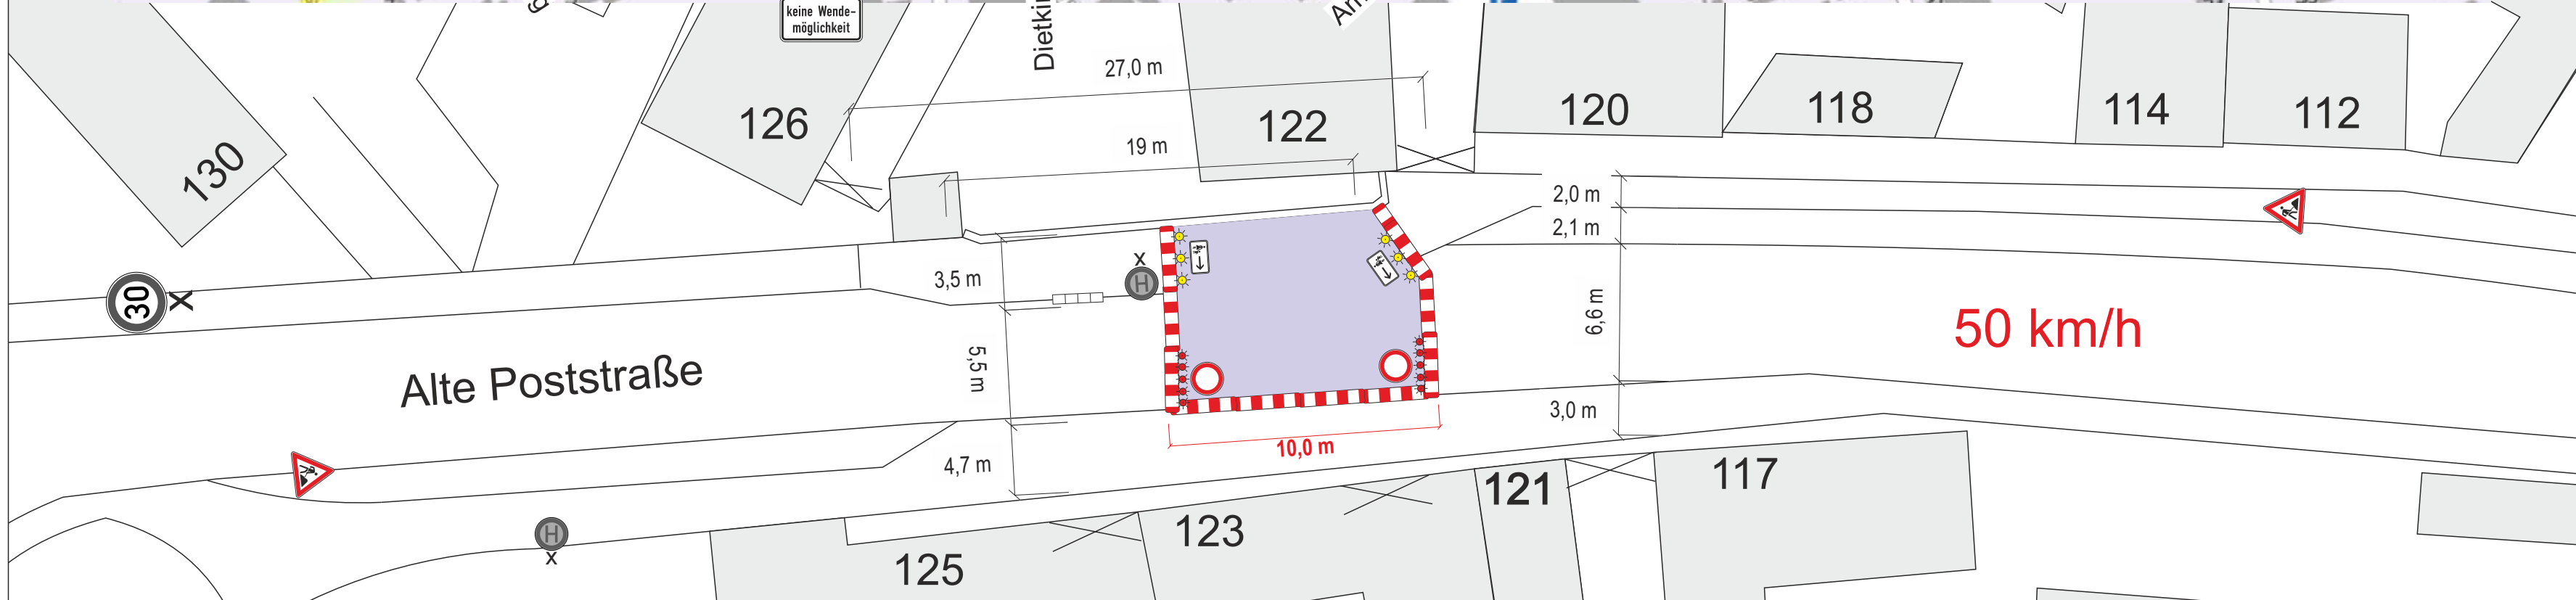 keine Wende-
möglichkeit
27,0 m
126
122
120
118
114
112
130
19 m
2,0 m
2,1 m
30
X
3,5 m
x
H
6,6 m
50 km/h
Alte Poststraße
5,5 m
3,0 m
10,0 m
4,7 m
121
117
123
125
H
x